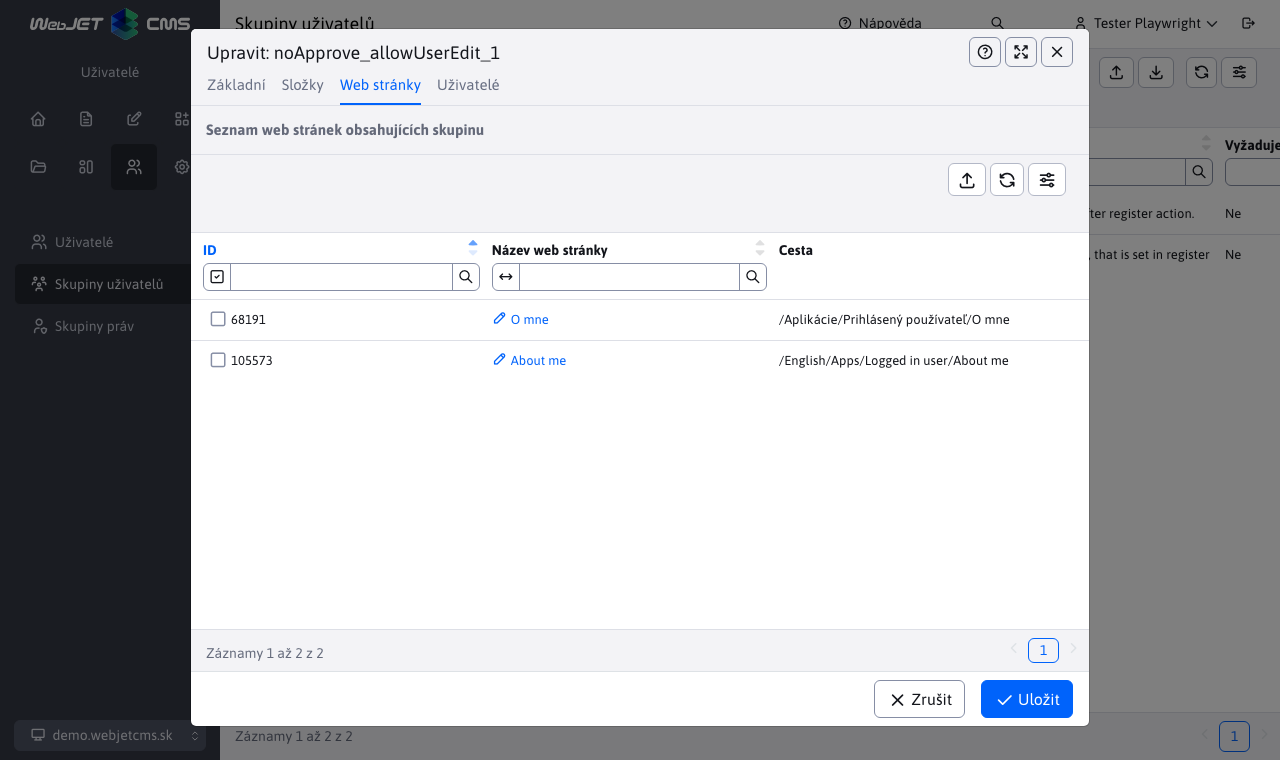 WebJET CMS
Skupiny uživatelů
Nápověda
Tester Playwright
Uživatelé
Uživatelé
Skupiny uživatelů
Skupiny práv
demo.webjetcms.sk
Upravit: noApprove_allowUserEdit_1
Základní Složky Web stránky Uživatelé
Seznam web stránek obsahujících skupinu
ID Název web stránky Cesta
68191 O mne /Aplikácie/Prihlásený používateľ/O mne
105573 About me /English/Apps/Logged in user/About me
Záznamy 1 až 2 z 2 1
Zrušit Uložit
Vyžaduje
register action. Ne
, that is set in register Ne
Záznamy 1 až 2 z 2 1